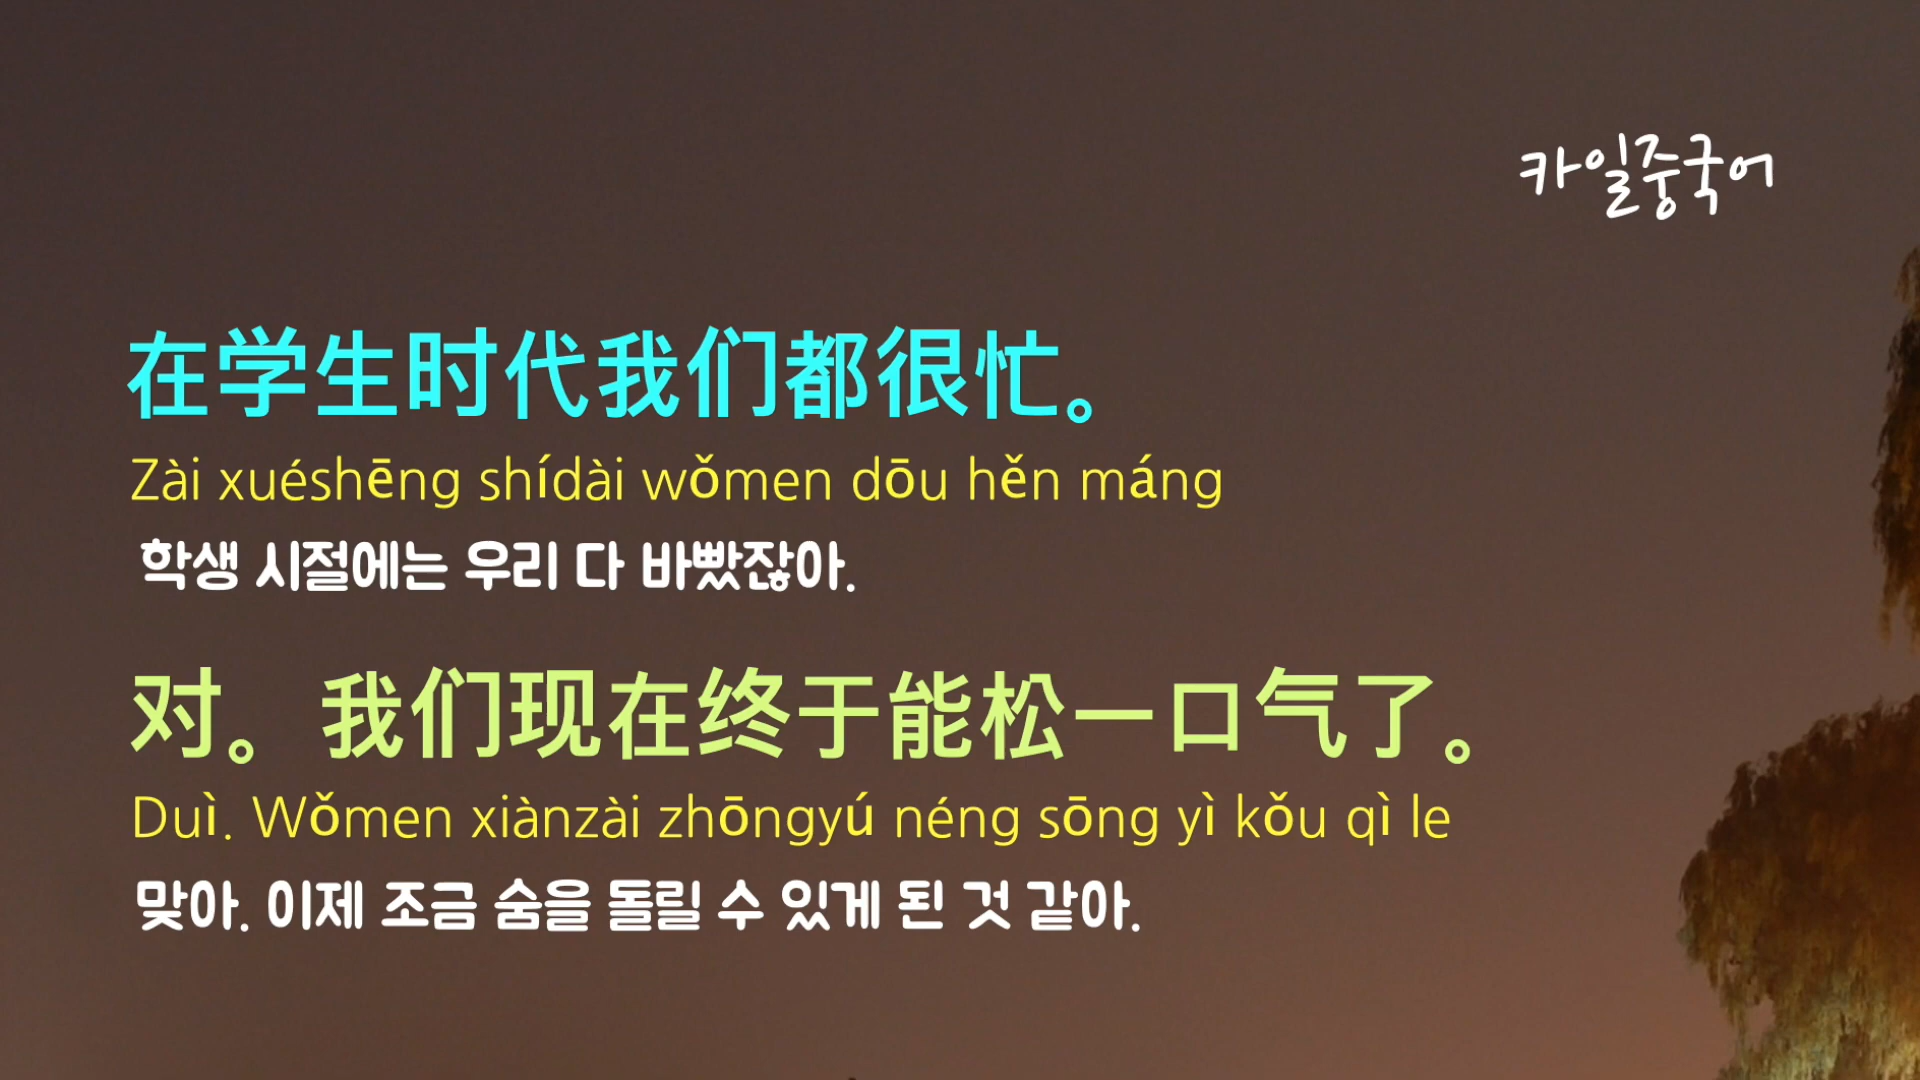 카일중국어
在学生时代我们都很忙。
Zài xuéshēng shídài wǒmen dōu hěn máng
학생 시절에는 우리 다 바빴잖아.
对。我们现在终于能松一口气了。
Duì. Wǒmen xiànzài zhōngyú néng sōng yì kǒu qì le
맞아. 이제 조금 숨을 돌릴 수 있게 된 것 같아.